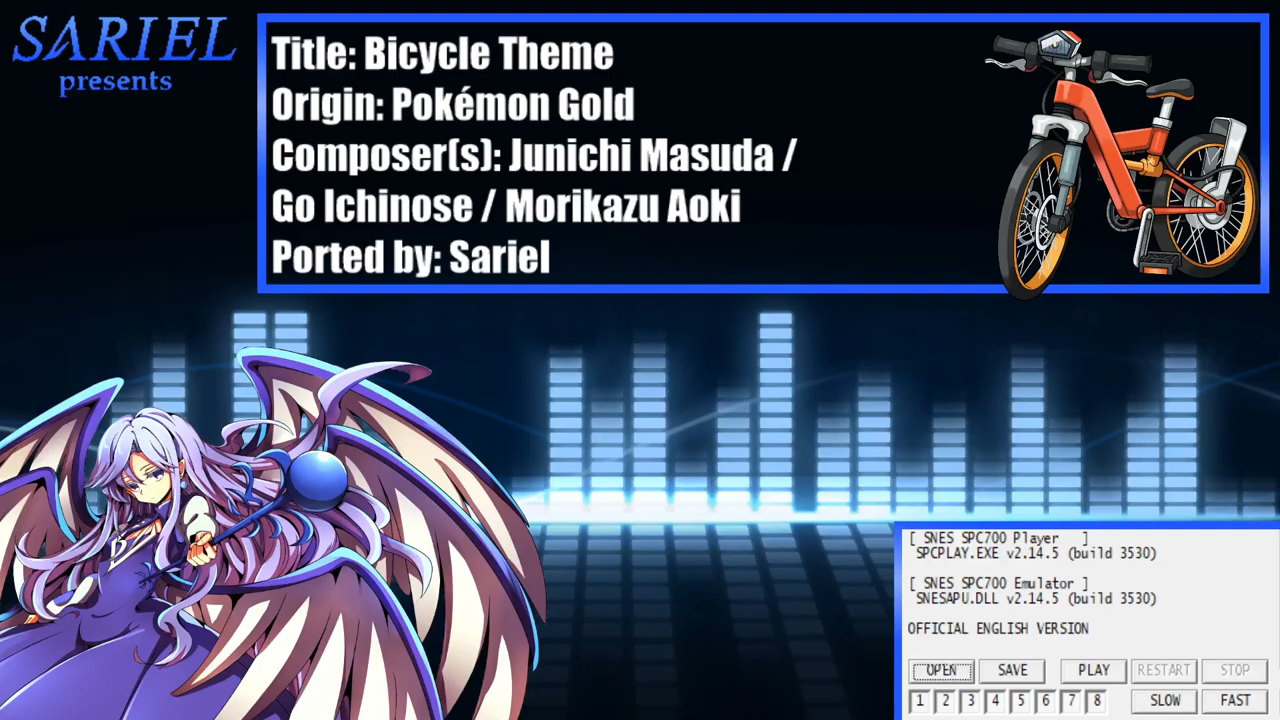 SARIEL
presents
Title: Bicycle Theme
Origin: Pokémon Gold
Composer(s): Junichi Masuda /
Go Ichinose / Morikazu Aoki
Ported by: Sariel
[ SNES SPC700 Player ]
SPCPLAY.EXE v2.14.5 (build 3530)
[ SNES SPC700 Emulator ]
SNESAPU.DLL v2.14.5 (build 3530)
OFFICIAL ENGLISH VERSION
OPEN SAVE PLAY RESTART STOP
1 2 3 4 5 6 7 8 SLOW FAST